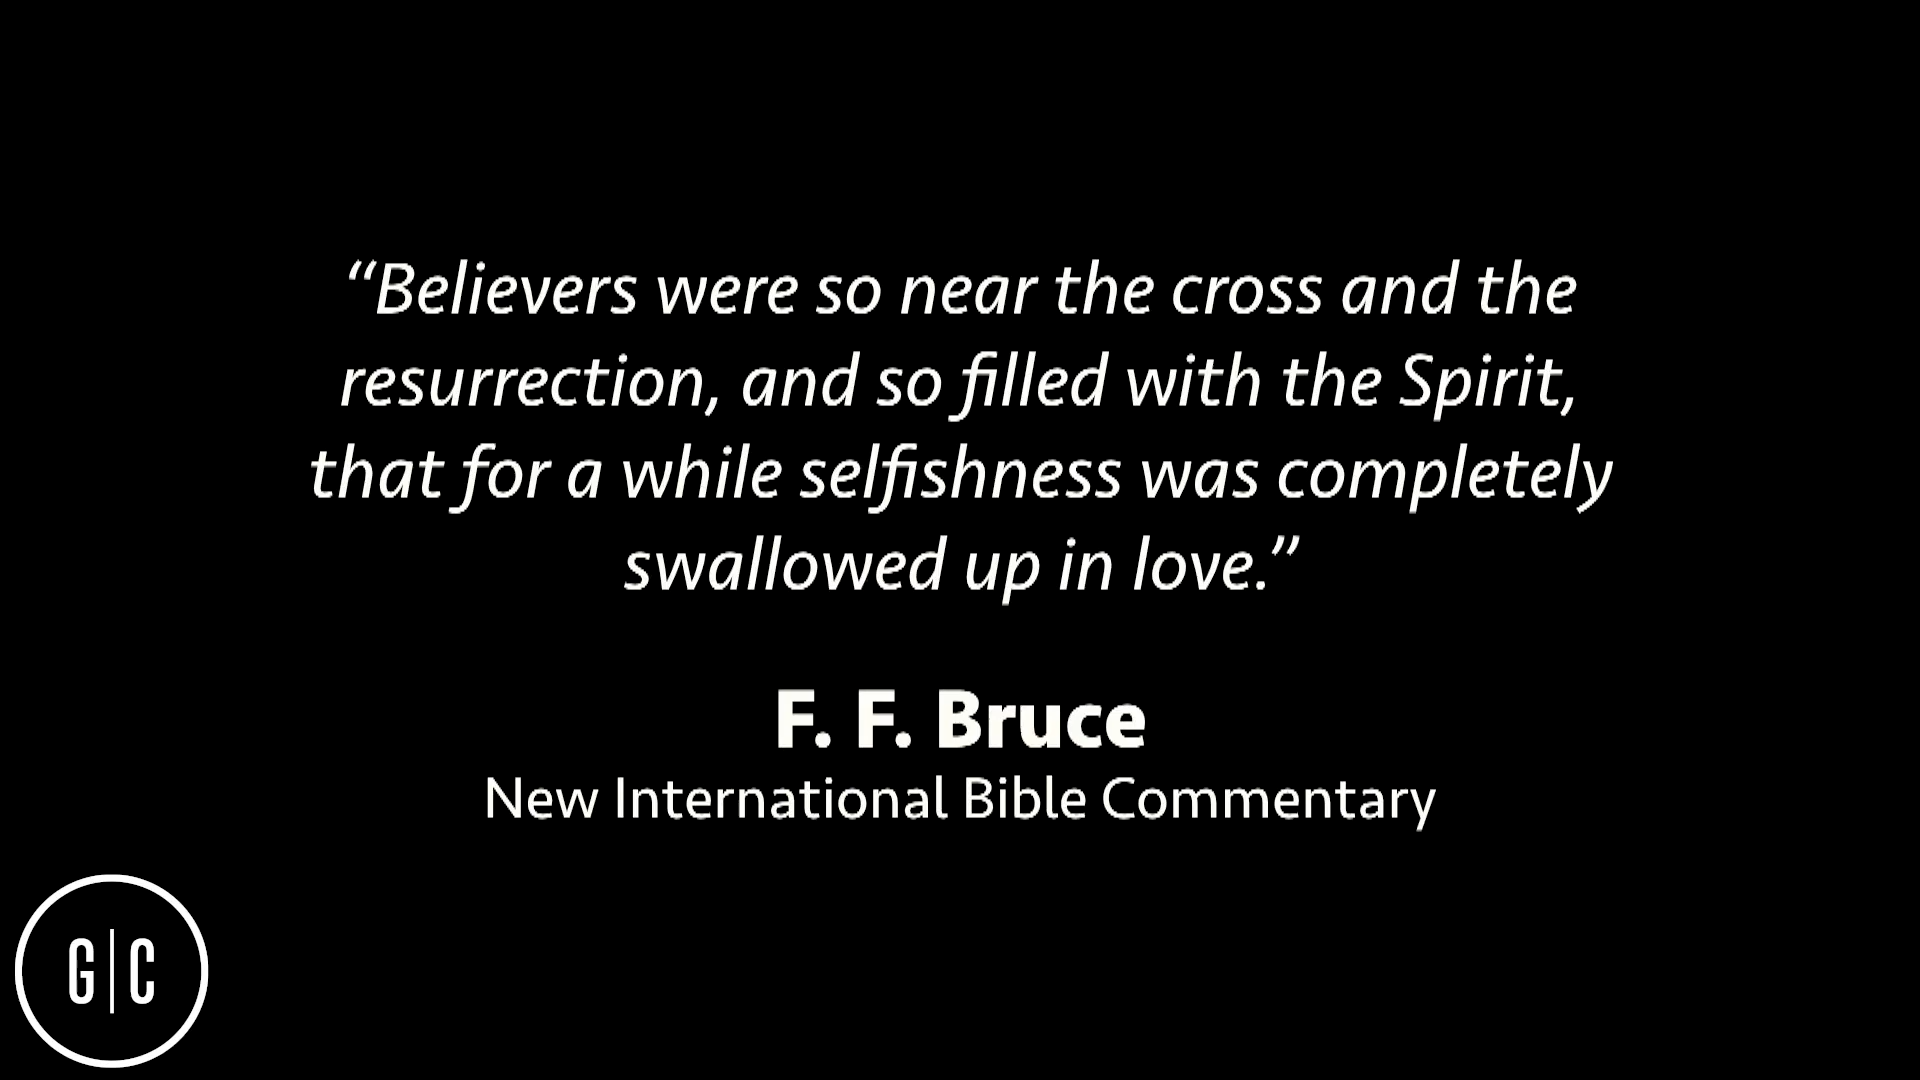 “Believers were so near the cross and the
resurrection, and so filled with the Spirit,
that for a while selfishness was completely
swallowed up in love.”
F. F. Bruce
New International Bible Commentary
G|C